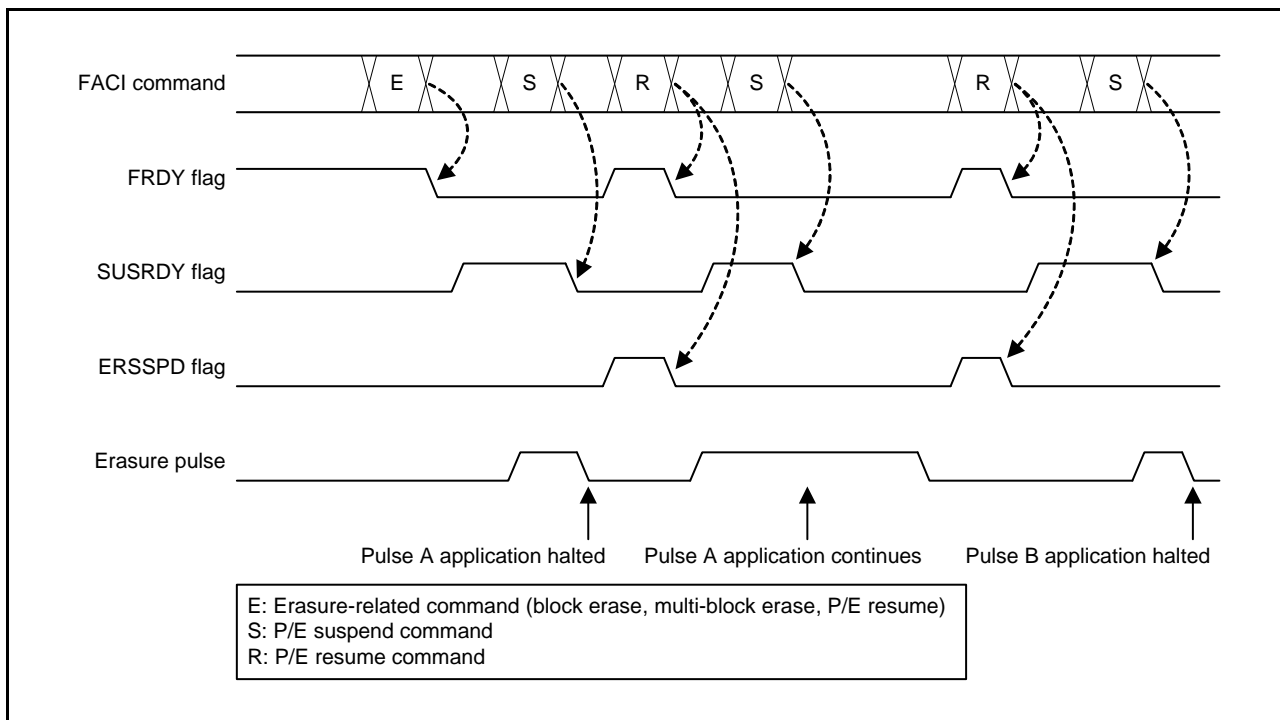 FACI command
E
S
R
S
R
S
FRDY flag
SUSRDY flag
ERSSPD flag
Erasure pulse
Pulse A application halted
Pulse A application continues
Pulse B application halted
E: Erasure-related command (block erase, multi-block erase, P/E resume)
S: P/E suspend command
R: P/E resume command